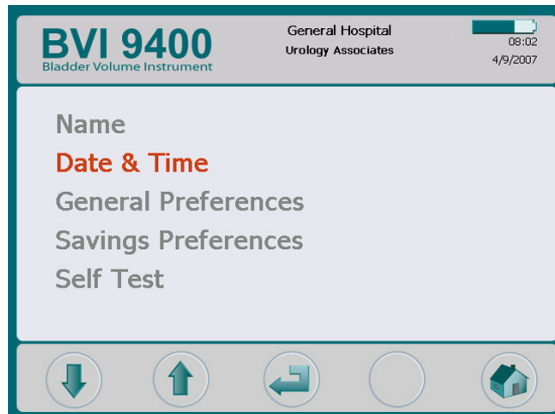 BVI 9400
Bladder Volume Instrument
General Hospital
Urology Associates
08:02
4/9/2007
Name
Date & Time
General Preferences
Savings Preferences
Self Test